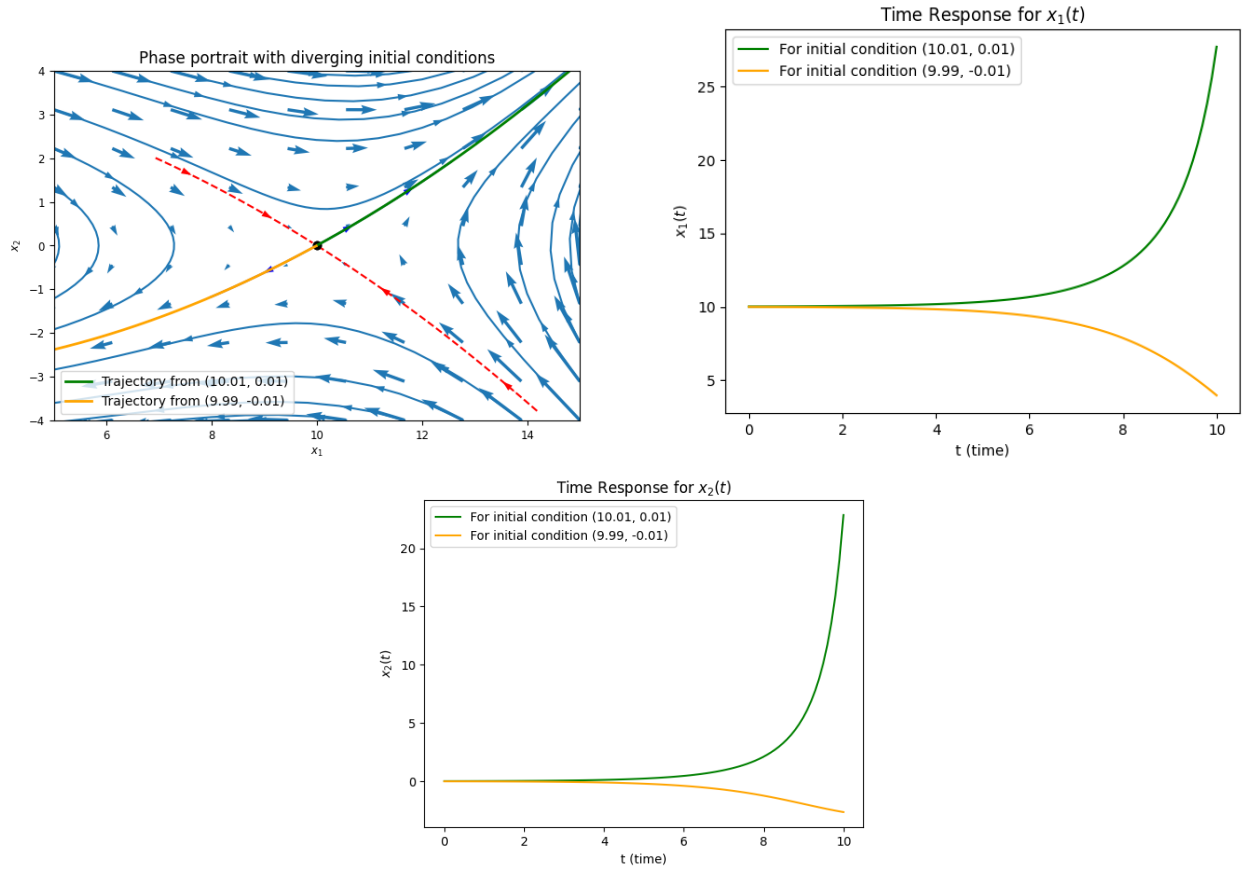 Phase portrait with diverging initial conditions
4
3
2
1
0
−1
−2
−3
−4
x₂
Trajectory from (10.01, 0.01)
Trajectory from (9.99, -0.01)
6 8 10 12 14
x₁
Time Response for x₁(t)
For initial condition (10.01, 0.01)
For initial condition (9.99, -0.01)
25
20
15
10
5
x₁(t)
0 2 4 6 8 10
t (time)
Time Response for x₂(t)
For initial condition (10.01, 0.01)
For initial condition (9.99, -0.01)
20
15
10
5
0
x₂(t)
0 2 4 6 8 10
t (time)